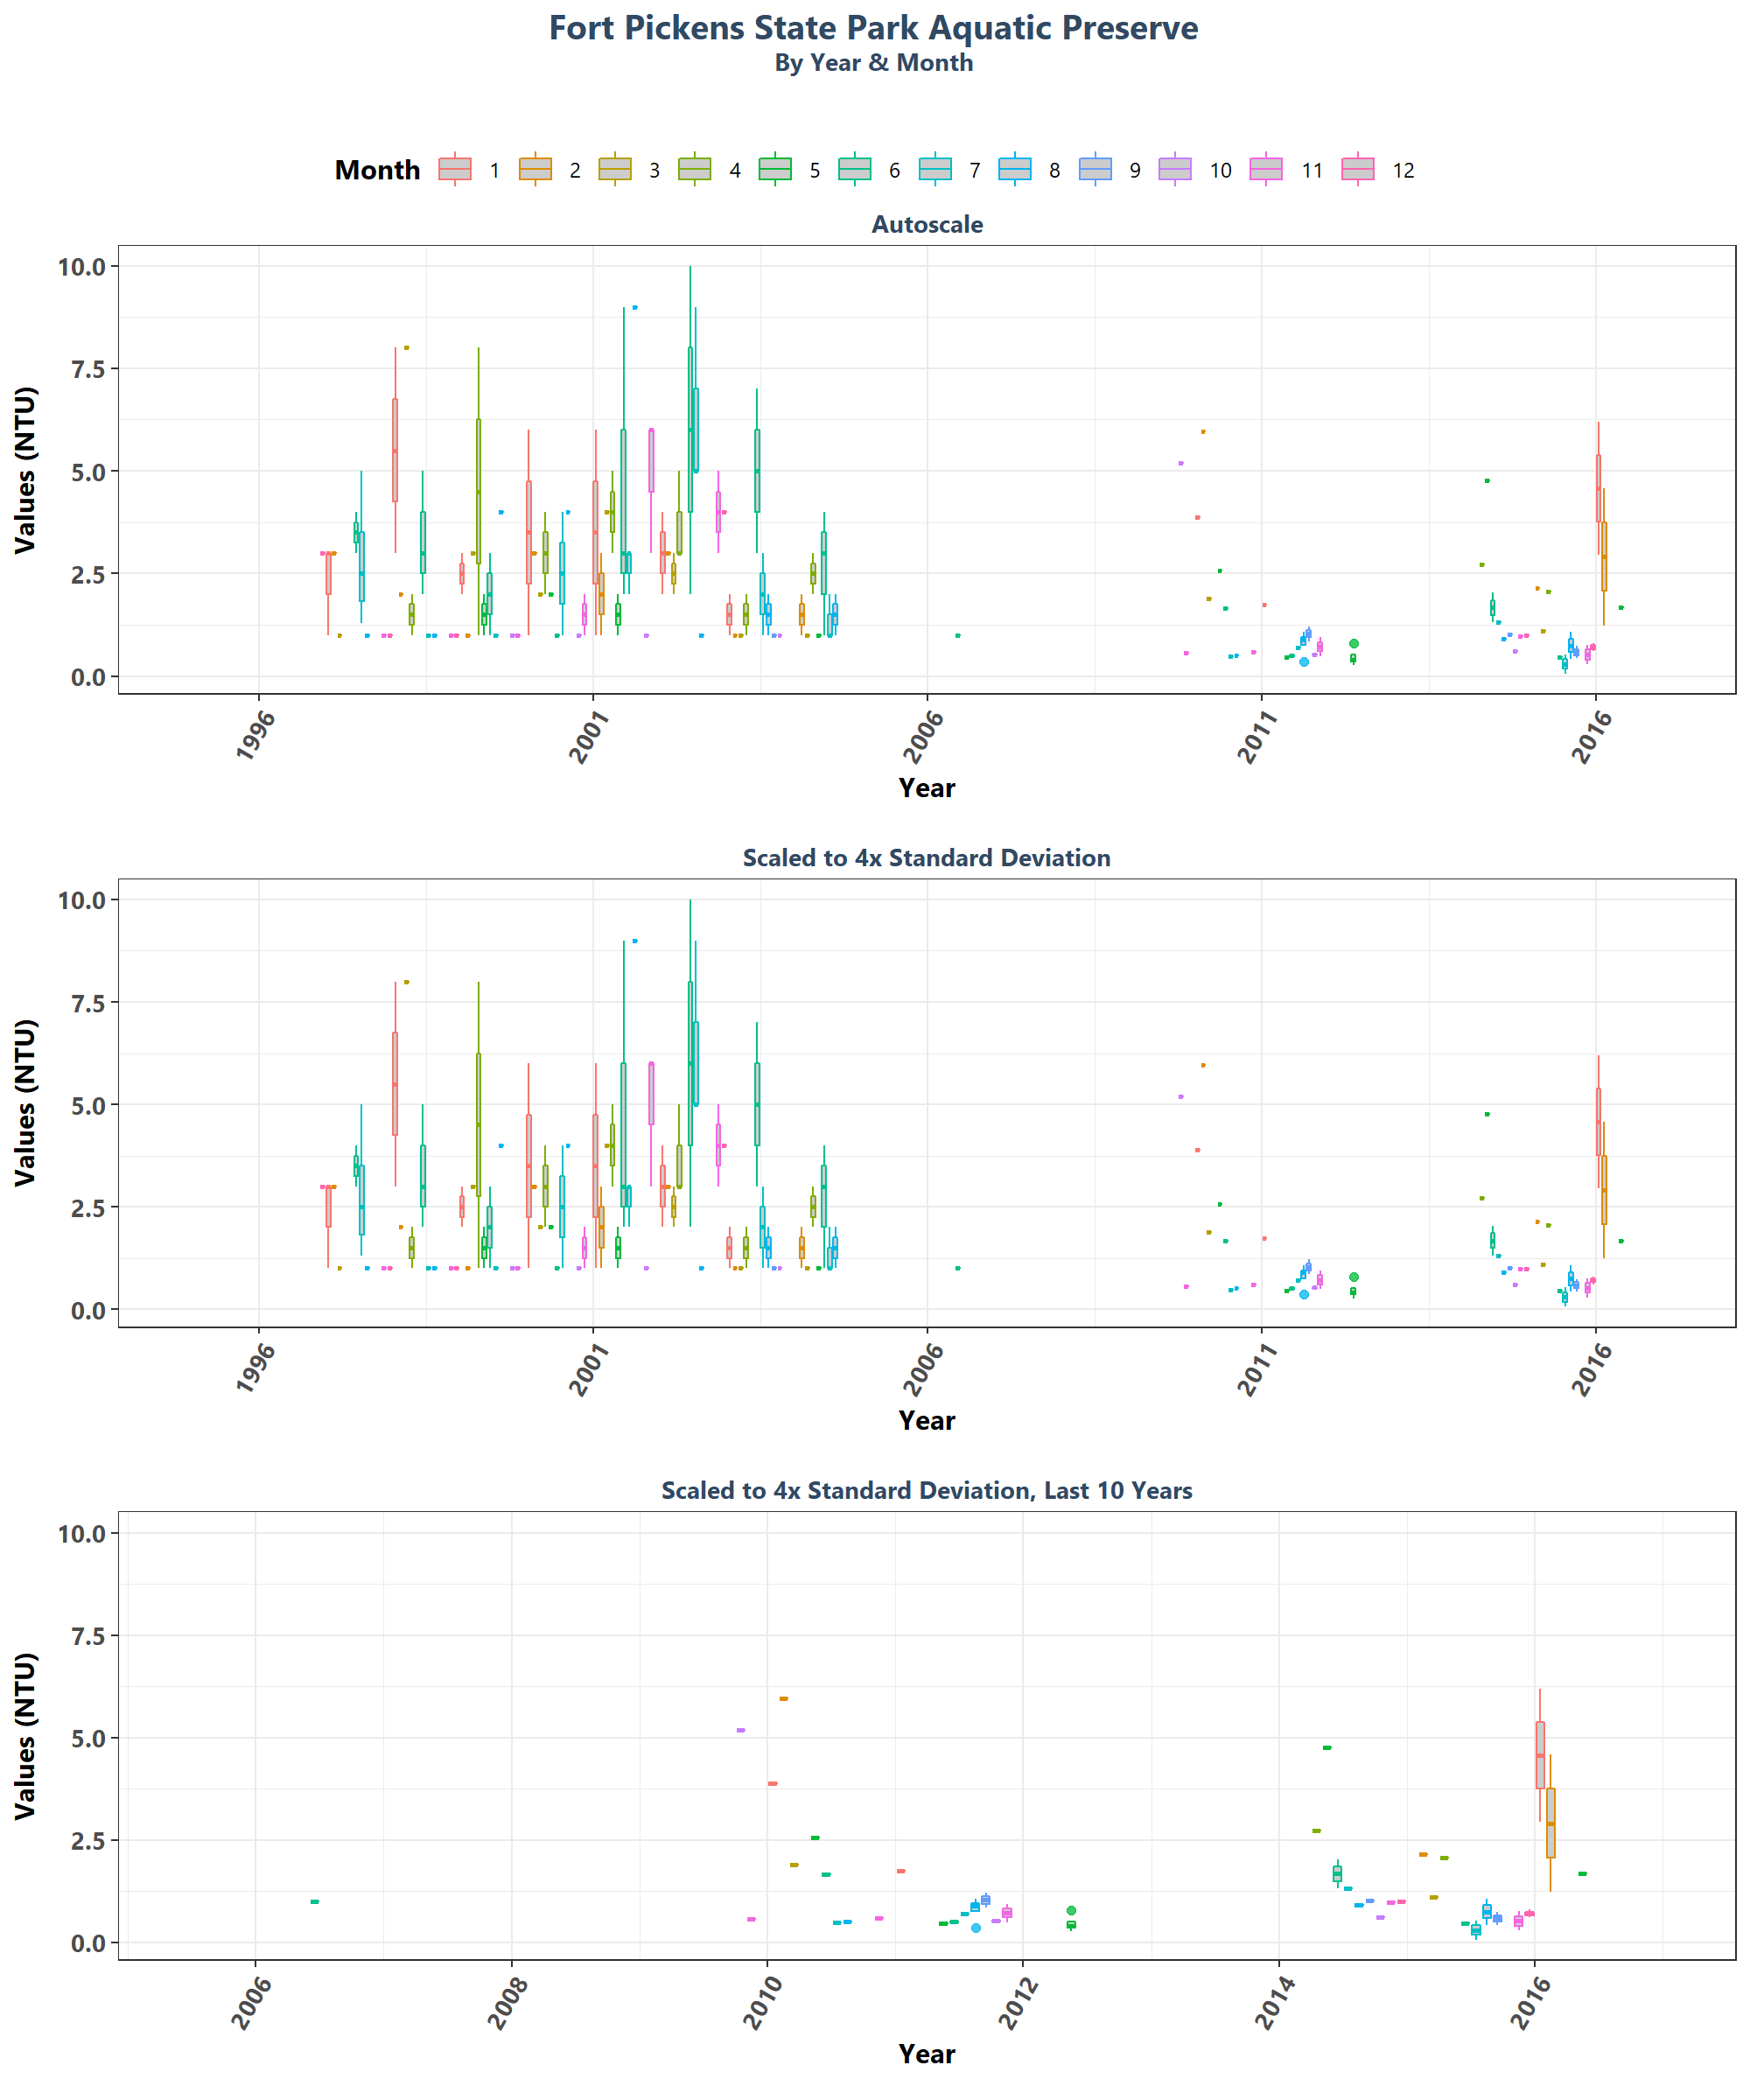 Fort Pickens State Park Aquatic Preserve
By Year & Month
Month 1 2 3 4 5 6 7 8 9 10 11 12
Autoscale
Values (NTU)
10.0
7.5
5.0
2.5
0.0
1996 2001 2006 2011 2016
Year
Scaled to 4x Standard Deviation
Values (NTU)
10.0
7.5
5.0
2.5
0.0
1996 2001 2006 2011 2016
Year
Scaled to 4x Standard Deviation, Last 10 Years
Values (NTU)
10.0
7.5
5.0
2.5
0.0
2006 2008 2010 2012 2014 2016
Year